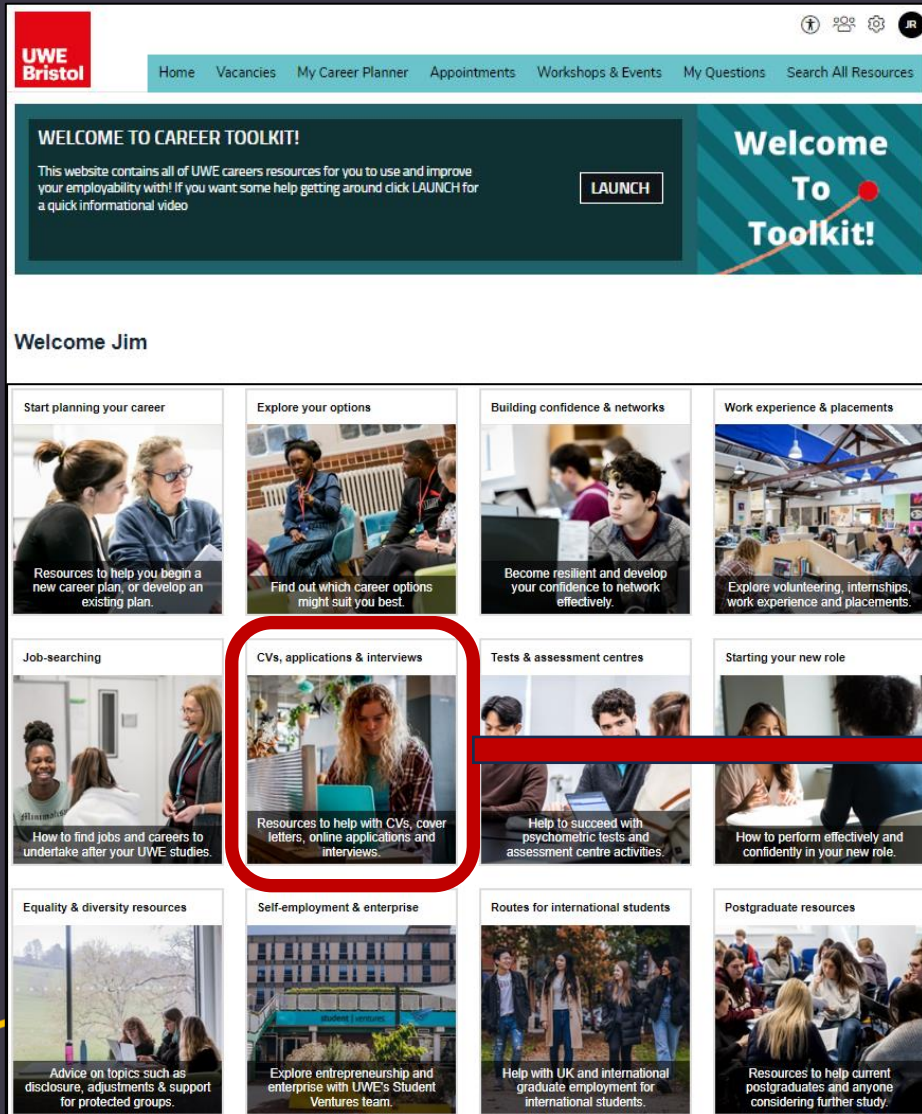 JR
UWE
Bristol
Home Vacancies My Career Planner Appointments Workshops & Events My Questions Search All Resources
WELCOME TO CAREER TOOLKIT!
This website contains all of UWE careers resources for you to use and improve
your employability with! If you want some help getting around click LAUNCH for
a quick informational video
LAUNCH
Welcome
To
Toolkit!
Welcome Jim
Start planning your career
Resources to help you begin a
new career plan, or develop an
existing plan.
Explore your options
Find out which career options
might suit you best.
Building confidence & networks
Become resilient and develop
your confidence to network
effectively.
Work experience & placements
Explore volunteering, internships,
work experience and placements.
Job-searching
How to find jobs and careers to
undertake after your UWE studies.
CVs, applications & interviews
Resources to help with CVs, cover
letters, online applications and
interviews.
Tests & assessment centres
Help to succeed with
psychometric tests and
assessment centre activities.
Starting your new role
How to perform effectively and
confidently in your new role.
Equality & diversity resources
Advice on topics such as
disclosure, adjustments & support
for protected groups.
Self-employment & enterprise
student | ventures
Explore entrepreneurship and
enterprise with UWE's Student
Ventures team.
Routes for international students
Help with UK and international
graduate employment for
international students.
Postgraduate resources
Resources to help current
postgraduates and anyone
considering further study.